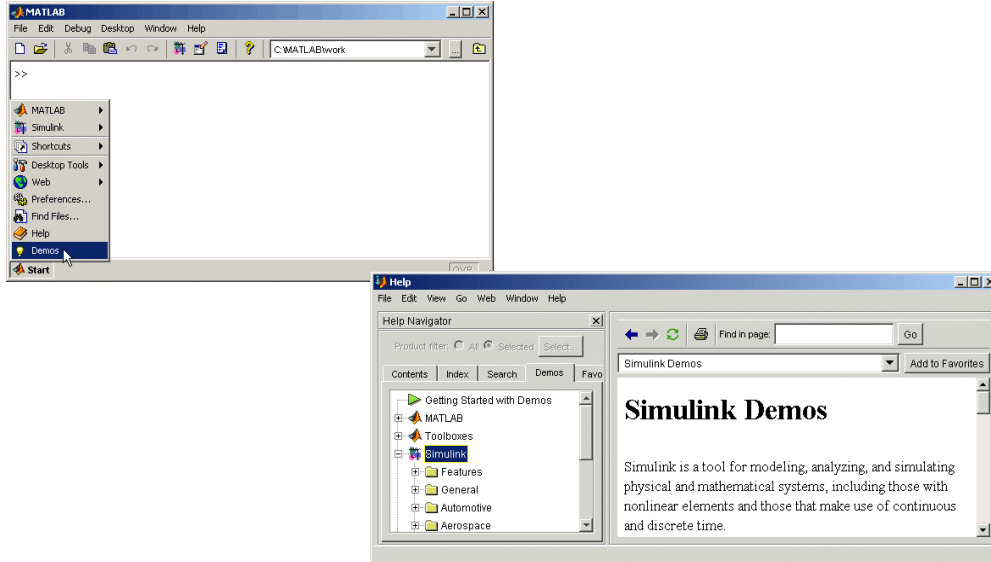 MATLAB
File Edit Debug Desktop Window Help
C:\MATLAB\work
...
>>
MATLAB
Simulink
Shortcuts
Desktop Tools
Web
Preferences...
Find Files...
Help
Demos
Start
OVR
Help
File Edit View Go Web Window Help
Help Navigator
Product filter: All Selected Select...
Contents Index Search Demos Favo
Getting Started with Demos
MATLAB
Toolboxes
Simulink
Features
General
Automotive
Aerospace
Find in page: Go
Simulink Demos Add to Favorites
Simulink Demos
Simulink is a tool for modeling, analyzing, and simulating
physical and mathematical systems, including those with
nonlinear elements and those that make use of continuous
and discrete time.